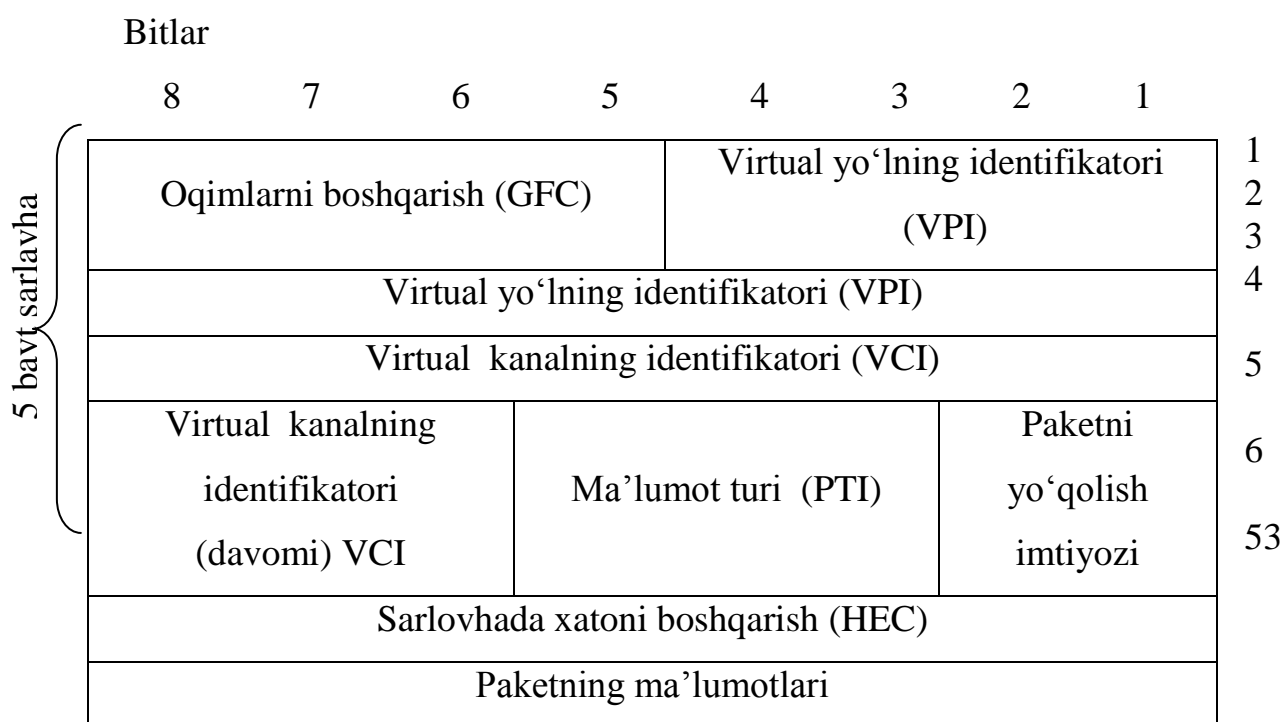 Bitlar
8 7 6 5 4 3 2 1
5 bayt sarlavha
Oqimlarni boshqarish (GFC)
Virtual yo‘lning identifikatori
(VPI)
1
2
3
Virtual yo‘lning identifikatori (VPI)
4
Virtual kanalning identifikatori (VCI)
5
Virtual kanalning
identifikatori
(davomi) VCI
Ma’lumot turi (PTI)
Paketni
yo‘qolish
imtiyozi
6
53
Sarlovhada xatoni boshqarish (HEC)
Paketning ma’lumotlari